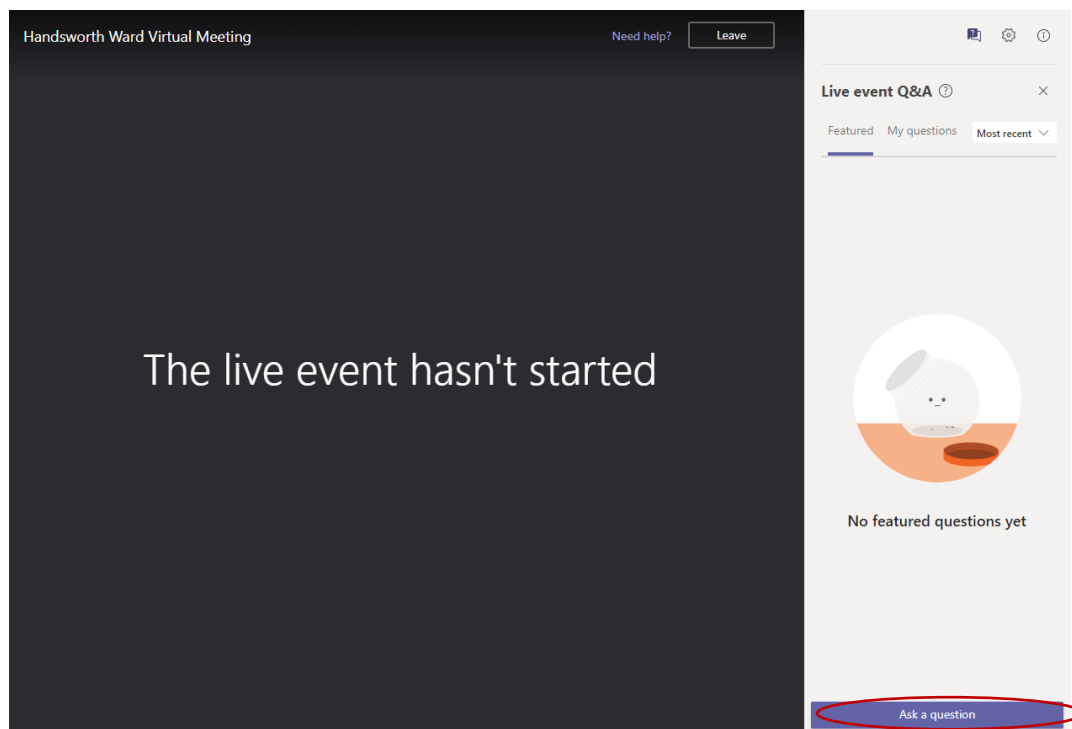 Handsworth Ward Virtual Meeting
Need help?
Leave
Live event Q&A
Featured
My questions
Most recent
The live event hasn't started
No featured questions yet
Ask a question